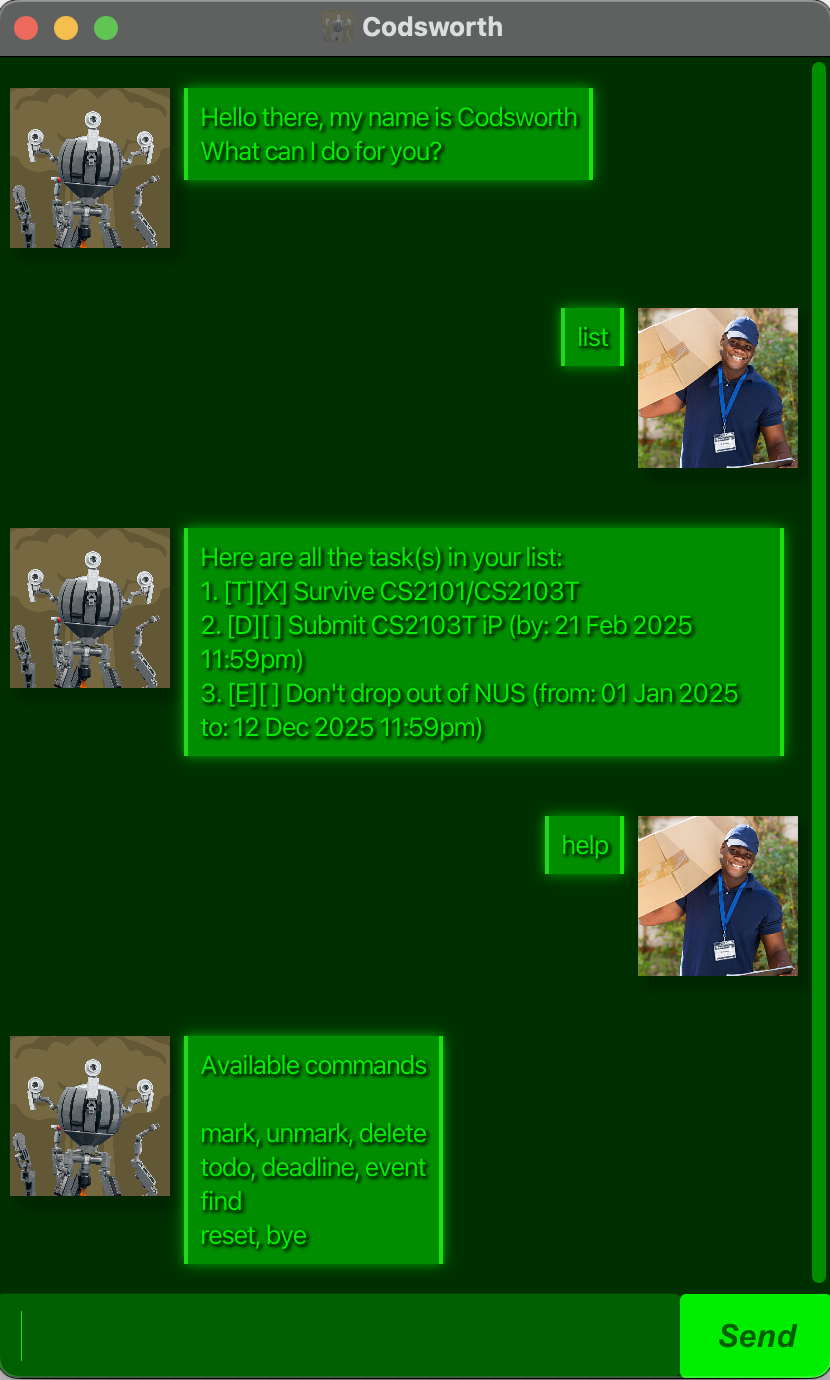 Codsworth
Hello there, my name is Codsworth
What can I do for you?
list
Here are all the task(s) in your list:
1. [T][X] Survive CS2101/CS2103T
2. [D][ ] Submit CS2103T iP (by: 21 Feb 2025
11:59pm)
3. [E][ ] Don't drop out of NUS (from: 01 Jan 2025
to: 12 Dec 2025 11:59pm)
help
Available commands
mark, unmark, delete
todo, deadline, event
find
reset, bye
Send